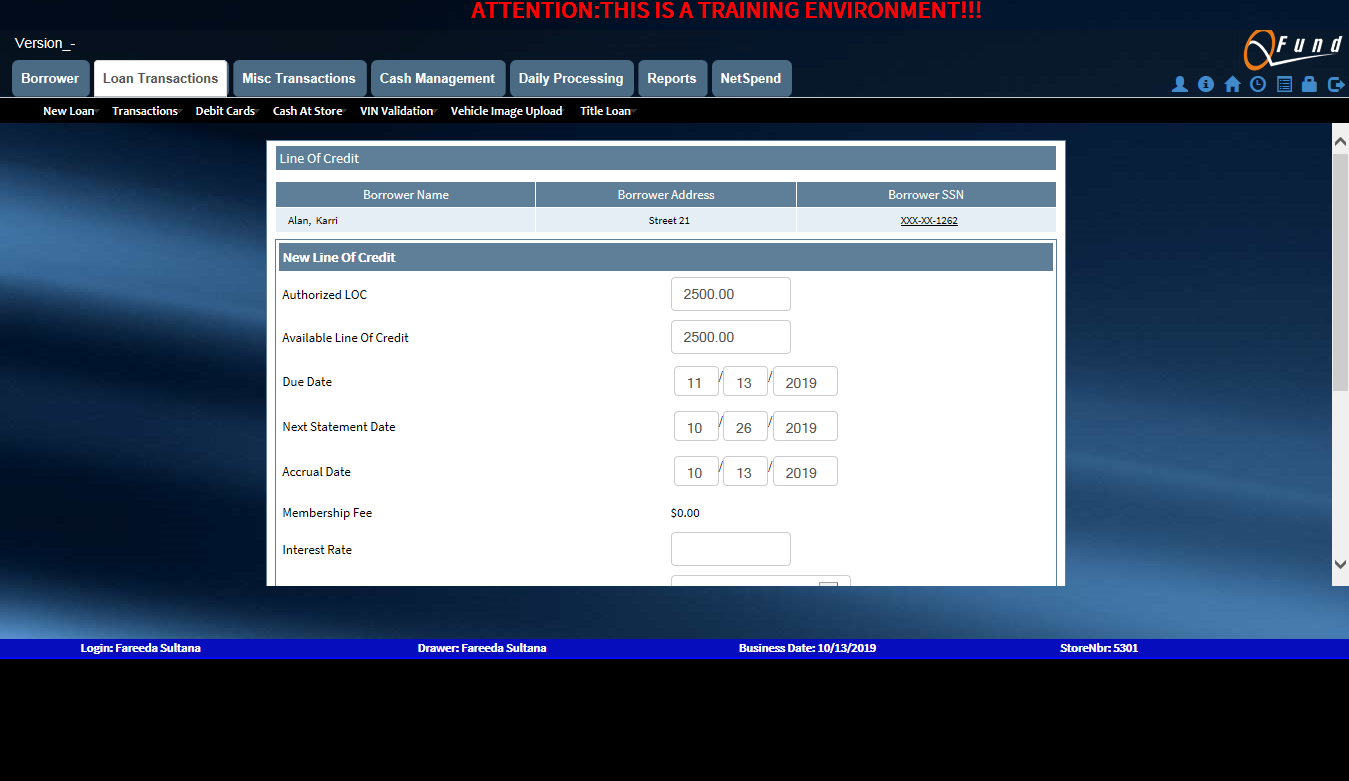 ATTENTION:THIS IS A TRAINING ENVIRONMENT!!!
Version_-
QFund
Borrower Loan Transactions Misc Transactions Cash Management Daily Processing Reports NetSpend
New Loan Transactions Debit Cards Cash At Store VIN Validation Vehicle Image Upload Title Loan
Line Of Credit
Borrower Name Borrower Address Borrower SSN
Alan, Karri Street 21 XXX-XX-1262
New Line Of Credit
Authorized LOC 2500.00
Available Line Of Credit 2500.00
Due Date 11 / 13 / 2019
Next Statement Date 10 / 26 / 2019
Accrual Date 10 / 13 / 2019
Membership Fee $0.00
Interest Rate
Login: Fareeda Sultana Drawer: Fareeda Sultana Business Date: 10/13/2019 StoreNbr: 5301